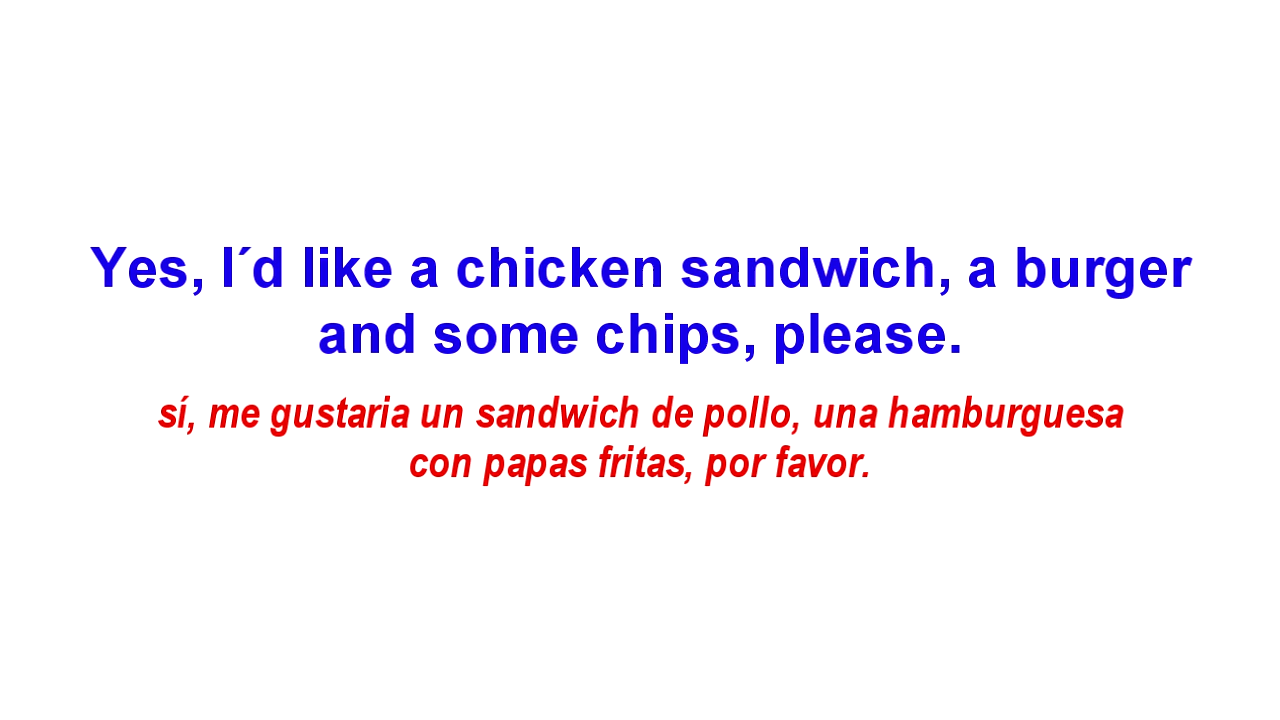 Yes, I´d like a chicken sandwich, a burger
and some chips, please.
sí, me gustaria un sandwich de pollo, una hamburguesa
con papas fritas, por favor.